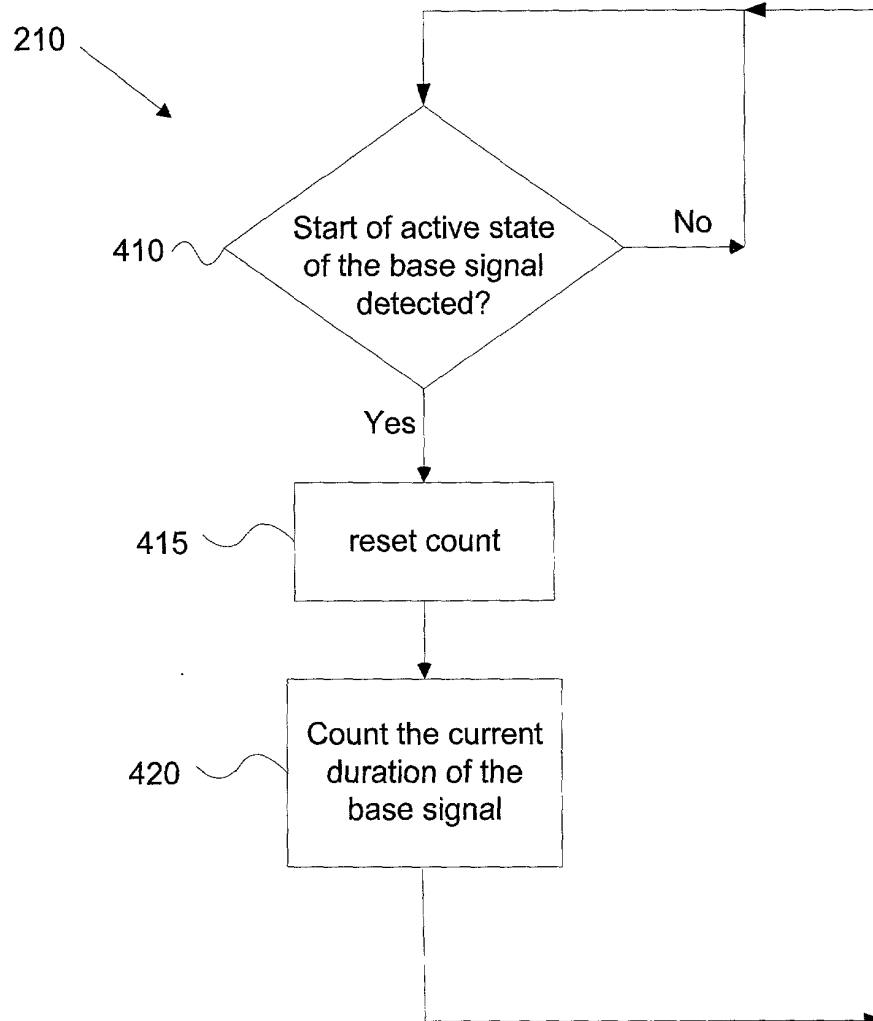 210
410
Start of active state
of the base signal
detected?
No
Yes
415
reset count
420
Count the current
duration of the
base signal